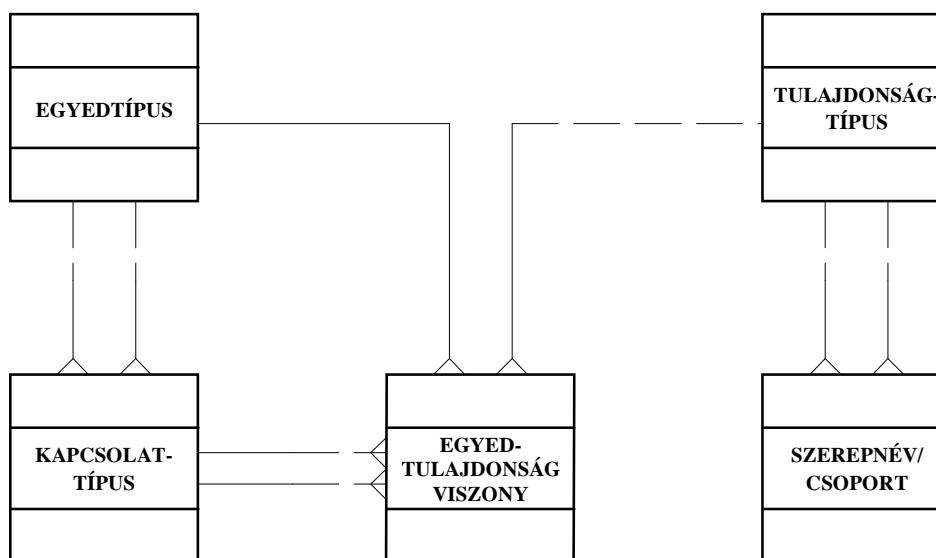 EGYEDTÍPUS
TULAJDONSÁG-
TÍPUS
KAPCSOLAT-
TÍPUS
EGYED-
TULAJDONSÁG
VISZONY
SZEREPNÉV/
CSOPORT